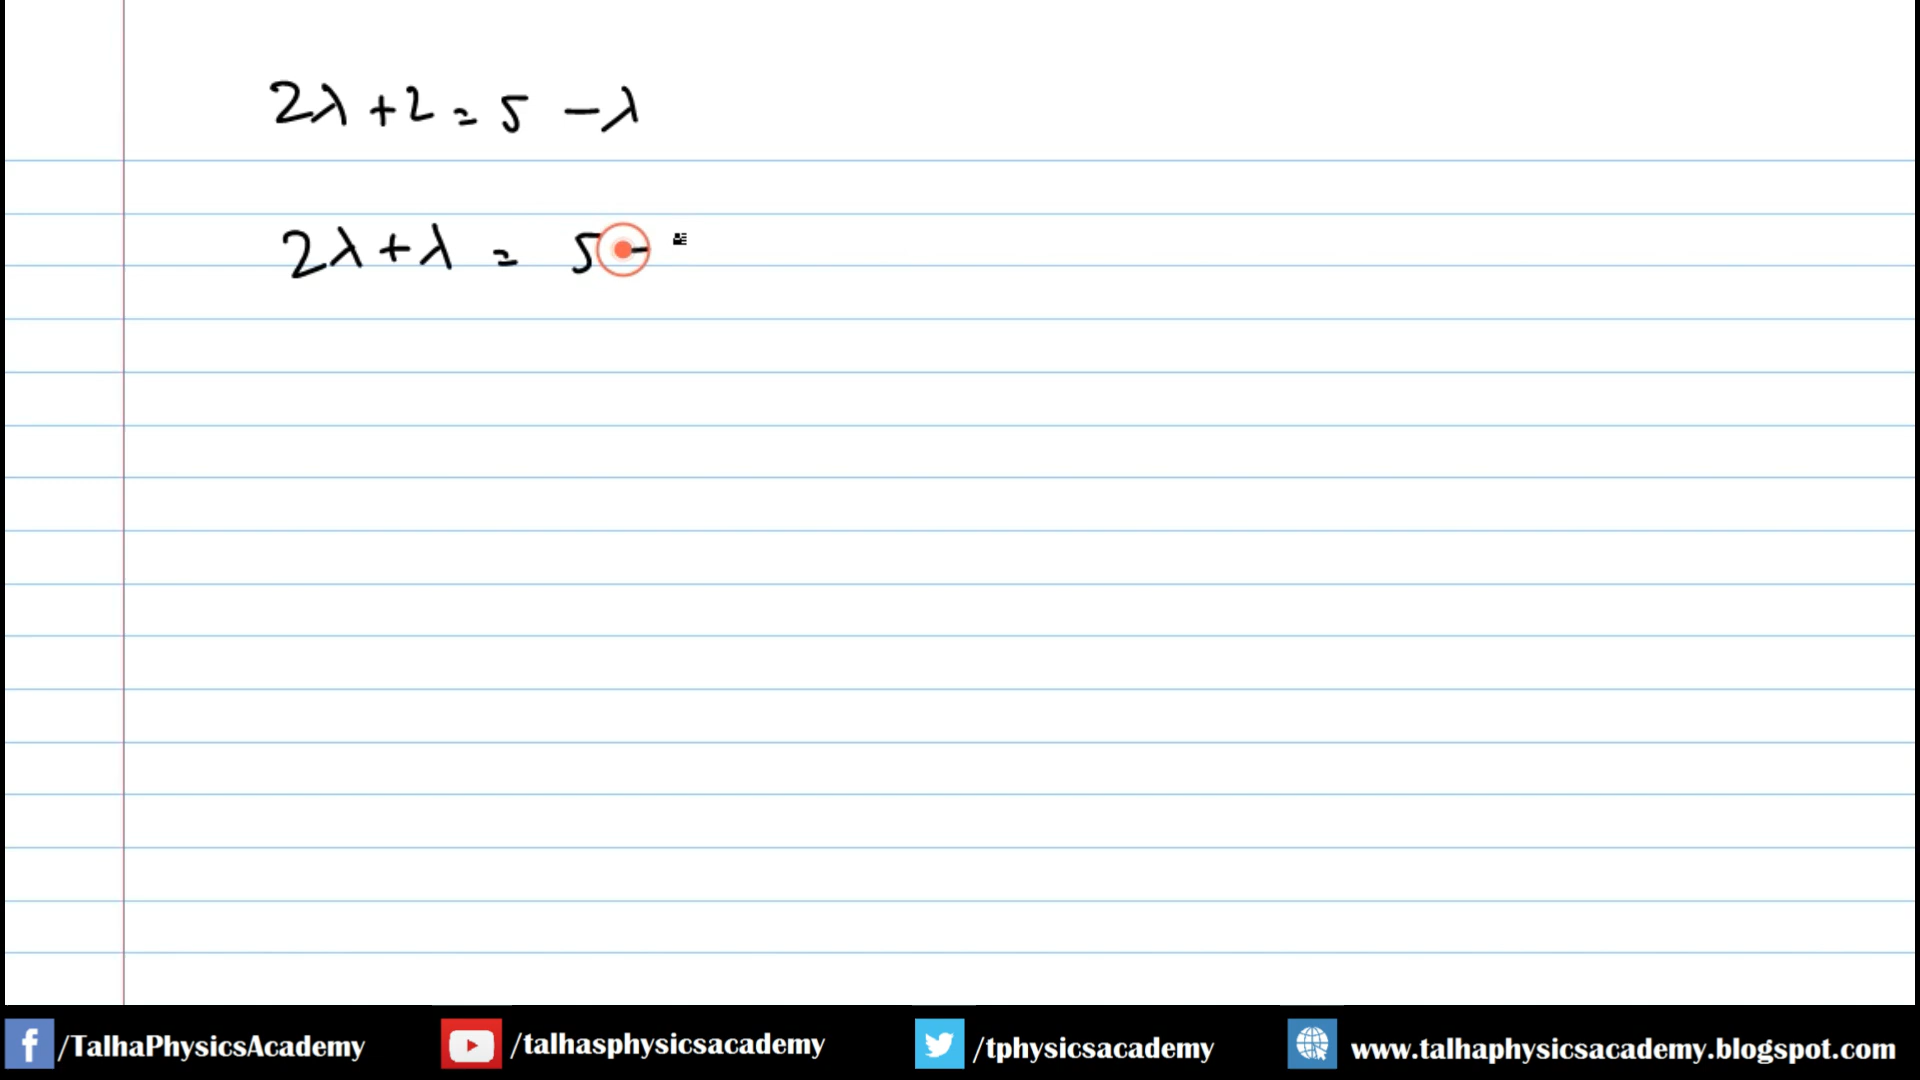 2λ + 2 = 5 - λ
2λ + λ = 5 -
/TalhaPhysicsAcademy /talhasphysicsacademy /tphysicsacademy www.talhaphysicsacademy.blogspot.com